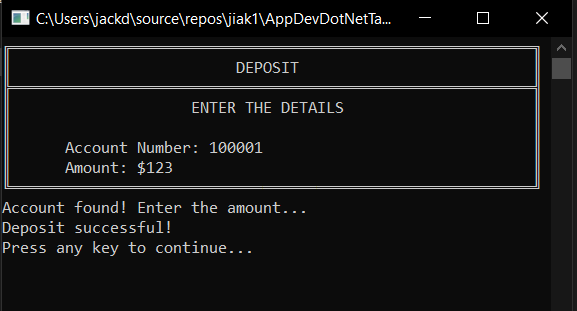 C:\Users\jackd\source\repos\jiak1\AppDevDotNetTa...
DEPOSIT
ENTER THE DETAILS
Account Number: 100001
Amount: $123
Account found! Enter the amount...
Deposit successful!
Press any key to continue...